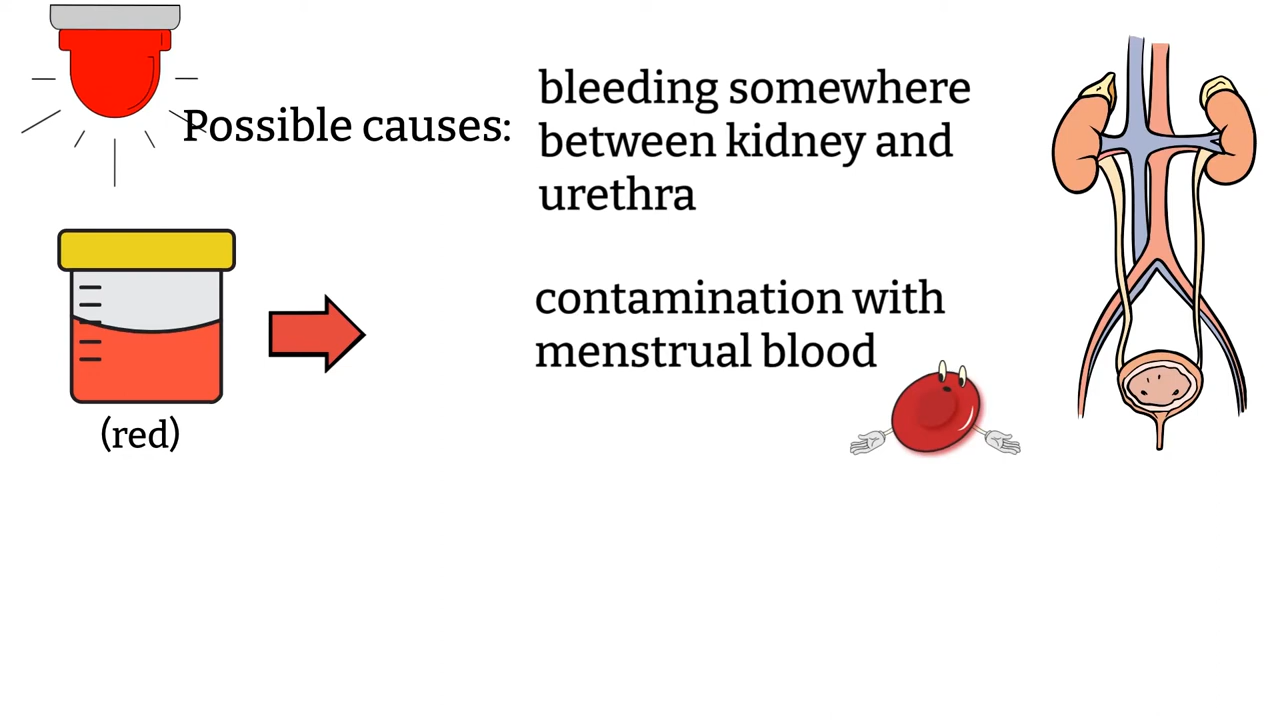 Possible causes:
bleeding somewhere
between kidney and
urethra
contamination with
menstrual blood
(red)